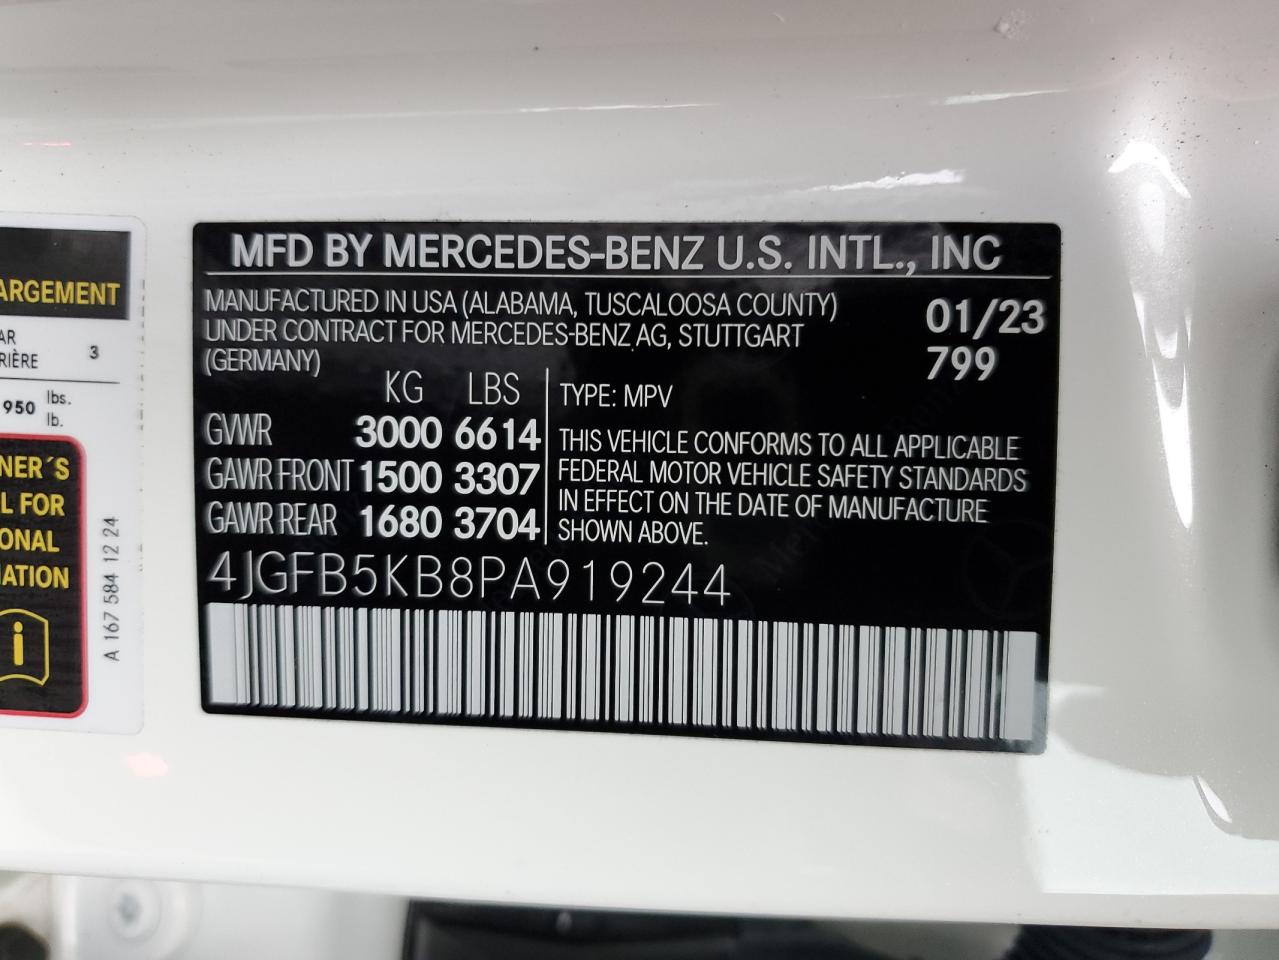 ARGEMENT
AR
RIÈRE
3
950 lbs.
lb.
NER´S
L FOR
ONAL
MATION
i
A 167 584 12 24
MFD BY MERCEDES-BENZ U.S. INTL., INC
MANUFACTURED IN USA (ALABAMA, TUSCALOOSA COUNTY)
UNDER CONTRACT FOR MERCEDES-BENZ AG, STUTTGART
(GERMANY)
01/23
799
KG LBS
GVWR 3000 6614
GAWR FRONT 1500 3307
GAWR REAR 1680 3704
TYPE: MPV
THIS VEHICLE CONFORMS TO ALL APPLICABLE
FEDERAL MOTOR VEHICLE SAFETY STANDARDS
IN EFFECT ON THE DATE OF MANUFACTURE
SHOWN ABOVE.
4JGFB5KB8PA919244